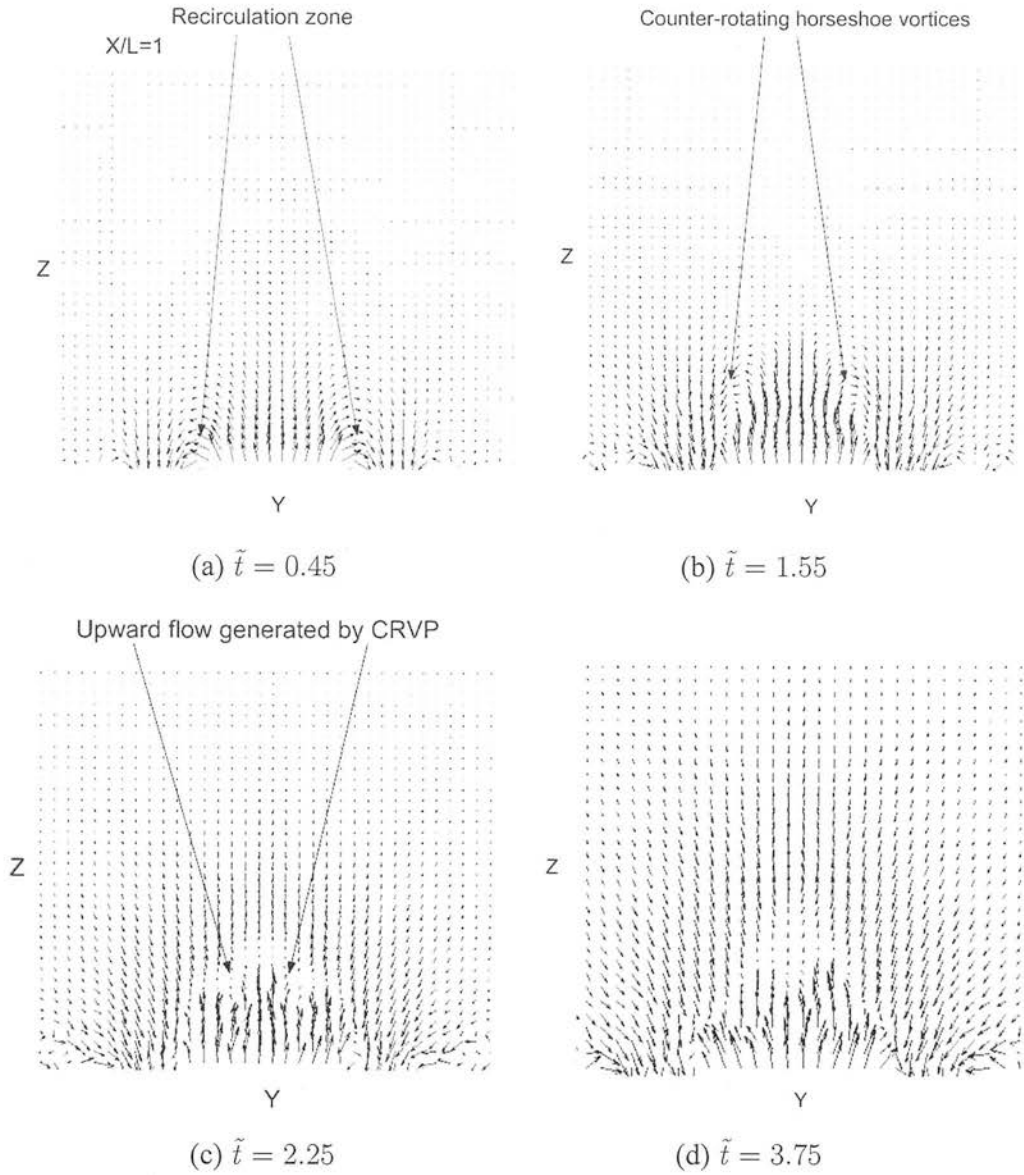 Recirculation zone
X/L=1
Z
Y
(a) t̃ = 0.45
Counter-rotating horseshoe vortices
Z
Y
(b) t̃ = 1.55
Upward flow generated by CRVP
Z
Y
(c) t̃ = 2.25
Z
Y
(d) t̃ = 3.75